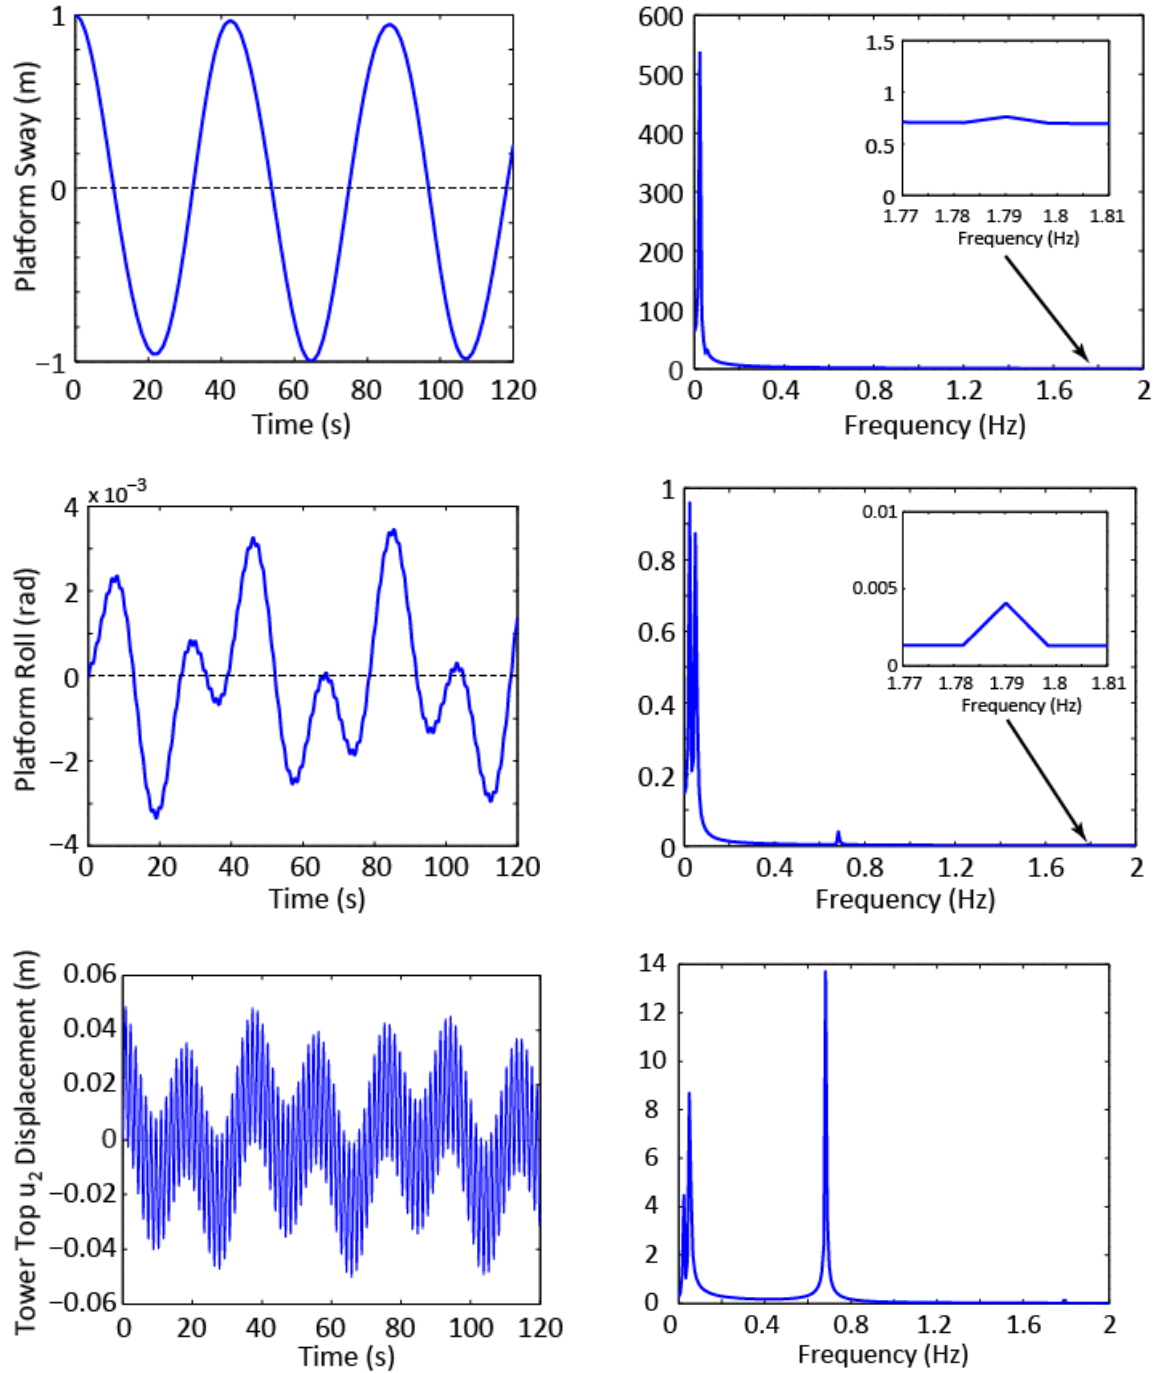 Platform Sway (m)
1
0
−1
0 20 40 60 80 100 120
Time (s)
600
500
400
300
200
100
0
0 0.4 0.8 1.2 1.6 2
Frequency (Hz)
1.5
1
0.5
0
1.77 1.78 1.79 1.8 1.81
Frequency (Hz)
Platform Roll (rad)
x 10⁻³
4
2
0
−2
−4
0 20 40 60 80 100 120
Time (s)
1
0.8
0.6
0.4
0.2
0
0 0.4 0.8 1.2 1.6 2
Frequency (Hz)
0.01
0.005
0
1.77 1.78 1.79 1.8 1.81
Frequency (Hz)
Tower Top u₂ Displacement (m)
0.06
0.04
0.02
0
−0.02
−0.04
−0.06
0 20 40 60 80 100 120
Time (s)
14
12
10
8
6
4
2
0
0 0.4 0.8 1.2 1.6 2
Frequency (Hz)